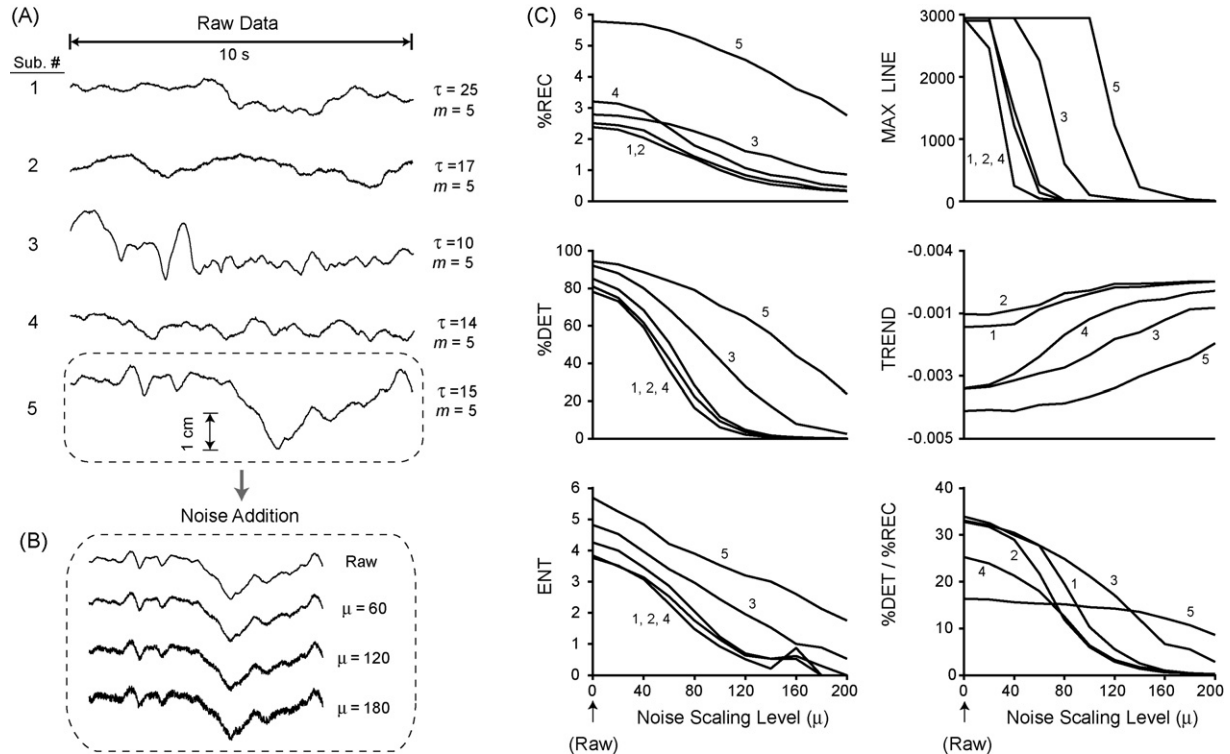 (A)
Raw Data
10 s
Sub. #
1
τ = 25
m = 5
2
τ =17
m = 5
3
τ =10
m = 5
4
τ =14
m = 5
5
τ =15
m = 5
1 cm
Noise Addition
(B)
Raw
μ = 60
μ = 120
μ = 180
(C)
%REC
6
5
4
3
2
1
0
5
4
3
1,2
MAX LINE
3000
2000
1000
0
5
3
1, 2, 4
%DET
100
80
60
40
20
0
5
3
1, 2, 4
TREND
-0.004
-0.001
-0.003
-0.005
2
1
4
3
5
ENT
6
5
4
3
2
1
0
5
3
1, 2, 4
0 40 80 120 160 200
Noise Scaling Level (μ)
(Raw)
%DET / %REC
40
30
20
10
0
2
1
3
4
5
0 40 80 120 160 200
Noise Scaling Level (μ)
(Raw)